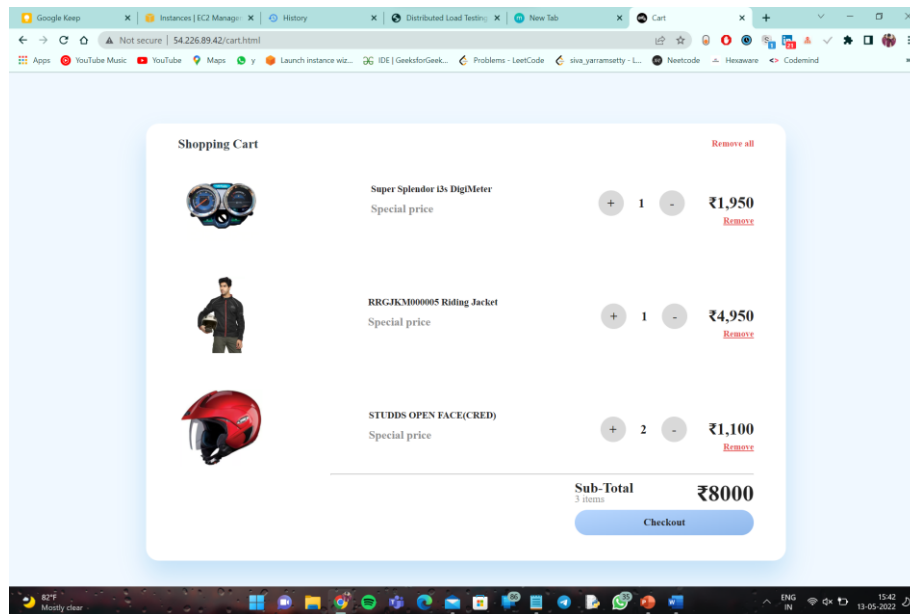 Google Keep
Instances | EC2 Manager
History
Distributed Load Testing
New Tab
Cart
Not secure | 54.226.89.42/cart.html
Apps
YouTube Music
YouTube
Maps
y
Launch instance wiz...
IDE | GeeksforGeek...
Problems - LeetCode
siva_yarramsetty - L...
Neetcode
Hexaware
Codemind
Shopping Cart
Remove all
Super Splendor i3s DigiMeter
Special price
+ 1 -
₹1,950
Remove
RRGJKM000005 Riding Jacket
Special price
+ 1 -
₹4,950
Remove
STUDDS OPEN FACE(CRED)
Special price
+ 2 -
₹1,100
Remove
Sub-Total
3 items
₹8000
Checkout
82°F
Mostly clear
ENG
IN
15:42
13-05-2022